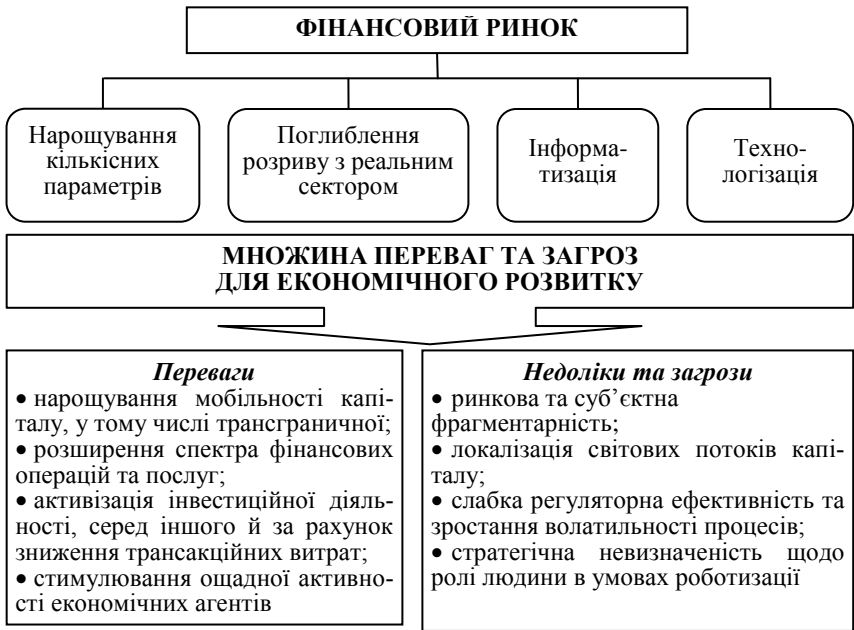 ФІНАНСОВИЙ РИНОК
Нарощування
кількісних
параметрів
Поглиблення
розриву з реальним
сектором
Інформа-
тизація
Техно-
логізація
МНОЖИНА ПЕРЕВАГ ТА ЗАГРОЗ
ДЛЯ ЕКОНОМІЧНОГО РОЗВИТКУ
Переваги
• нарощування мобільності капі-
талу, у тому числі трансграничної;
• розширення спектра фінансових
операцій та послуг;
• активізація інвестиційної діяль-
ності, серед іншого й за рахунок
зниження трансакційних витрат;
• стимулювання ощадної активно-
сті економічних агентів
Недоліки та загрози
• ринкова та суб’єктна
фрагментарність;
• локалізація світових потоків капі-
талу;
• слабка регуляторна ефективність та
зростання волатильності процесів;
• стратегічна невизначеність щодо
ролі людини в умовах роботизації